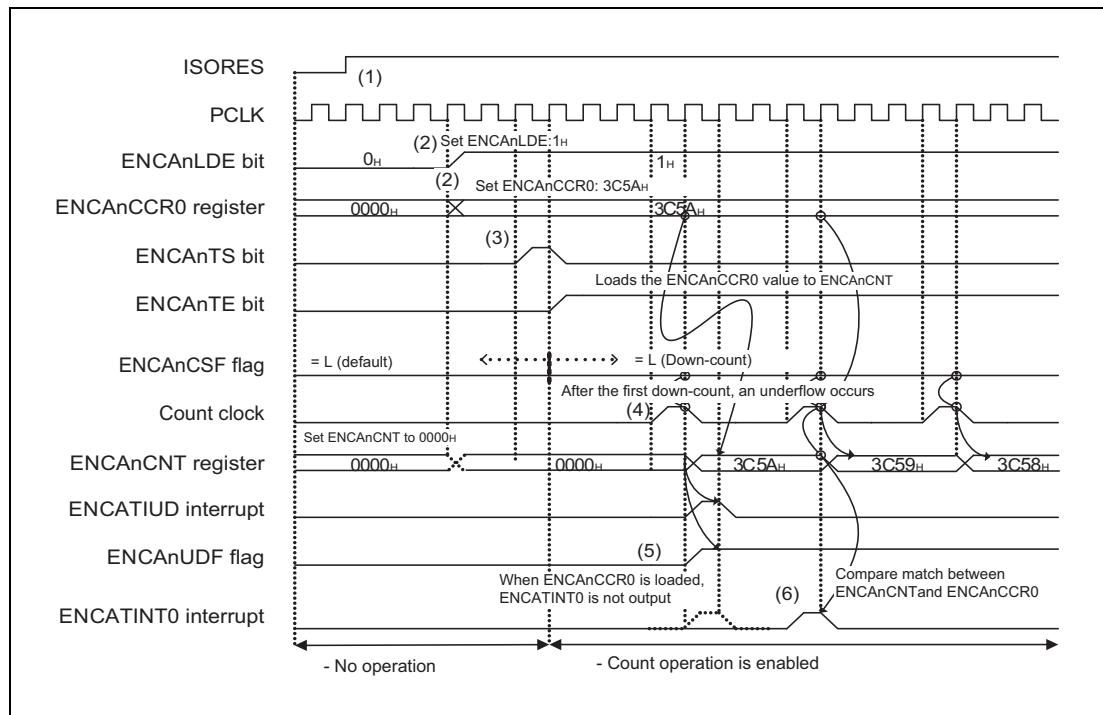 ISORES
(1)
PCLK
(2) Set ENCAnLDE:1H
ENCAnLDE bit
0H
1H
(2) Set ENCAnCCR0: 3C5AH
ENCAnCCR0 register
0000H
3C5AH
(3)
ENCAnTS bit
Loads the ENCAnCCR0 value to ENCAnCNT
ENCAnTE bit
ENCAnCSF flag
= L (default)
= L (Down-count)
After the first down-count, an underflow occurs
Count clock
(4)
Set ENCAnCNT to 0000H
ENCAnCNT register
0000H
0000H
3C5AH
3C59H
3C58H
ENCATIUD interrupt
ENCAnUDF flag
(5)
When ENCAnCCR0 is loaded,
ENCATINT0 is not output
(6)
Compare match between
ENCAnCNTand ENCAnCCR0
ENCATINT0 interrupt
- No operation
- Count operation is enabled